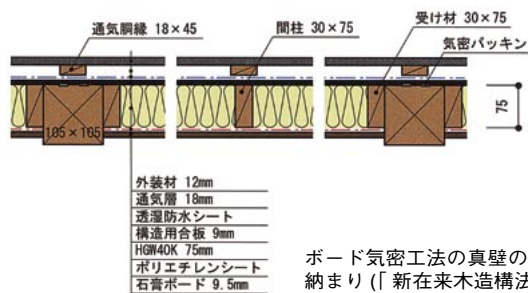 通気胴縁 18×45
間柱 30×75
受け材 30×75
気密パッキン
75
105×105
外装材 12mm
通気層 18mm
透湿防水シート
構造用合板 9mm
HGW40K 75mm
ポリエチレンシート
石膏ボード 9.5mm
ボード気密工法の真壁の
納まり (「新在来木造構法